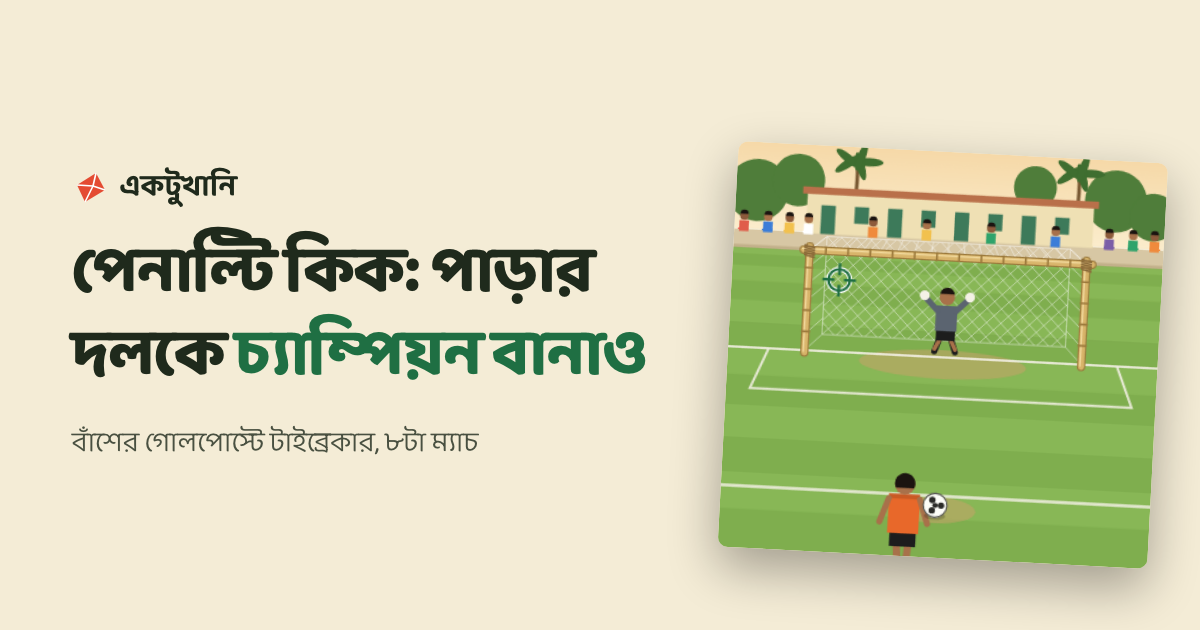 একটুখানি
পেনাল্টি কিক: পাড়ার
দলকে চ্যাম্পিয়ন বানাও
বাঁশের গোলপোস্টে টাইব্রেকার, ৮টা ম্যাচ